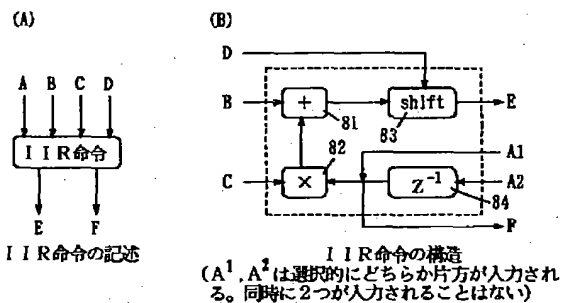 (A)
(B)
A B C D
IIR命令
E F
IIR命令の記述
D
B + shift E
81
83
82
A1
C × Z-1 A2
84
F
IIR命令の構造
(A1,A2は選択的にどちらか片方が入力され
る。同時に2つが入力されることはない)